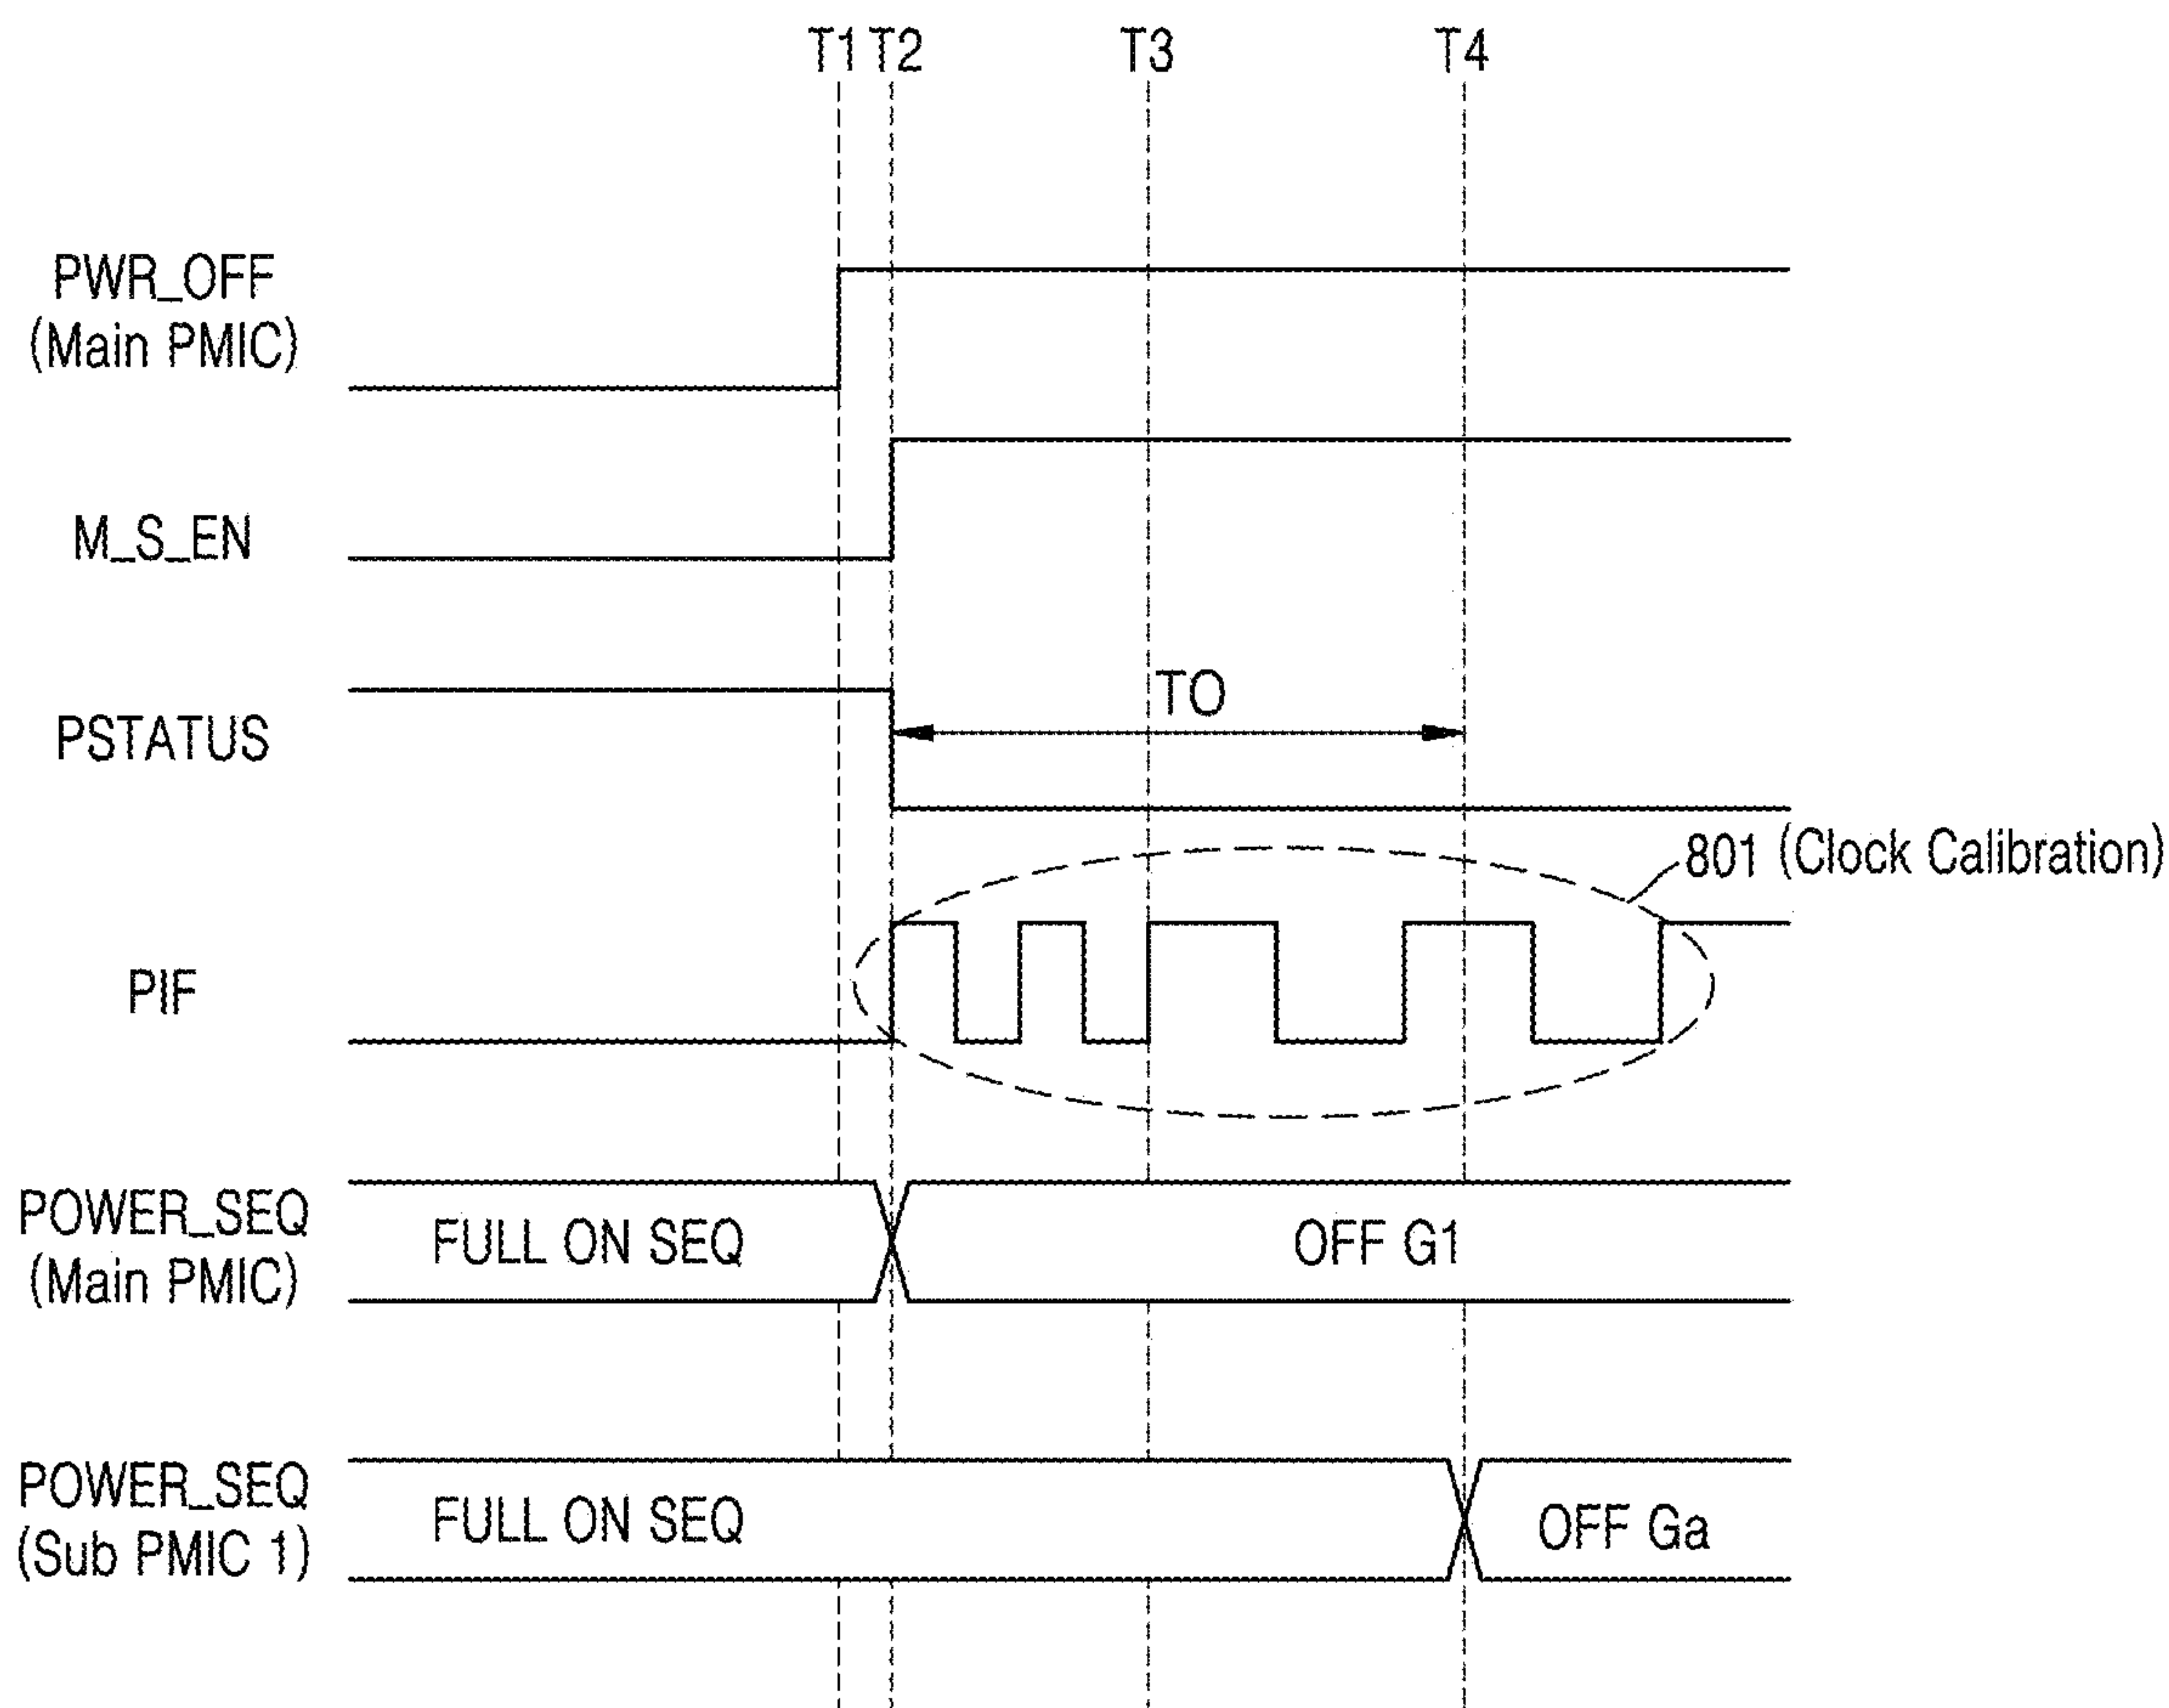 T1 T2 T3 T4
PWR_OFF
(Main PMIC)
M_S_EN
PSTATUS
TO
801 (Clock Calibration)
PIF
POWER_SEQ
(Main PMIC)
FULL ON SEQ
OFF G1
POWER_SEQ
(Sub PMIC 1)
FULL ON SEQ
OFF Ga